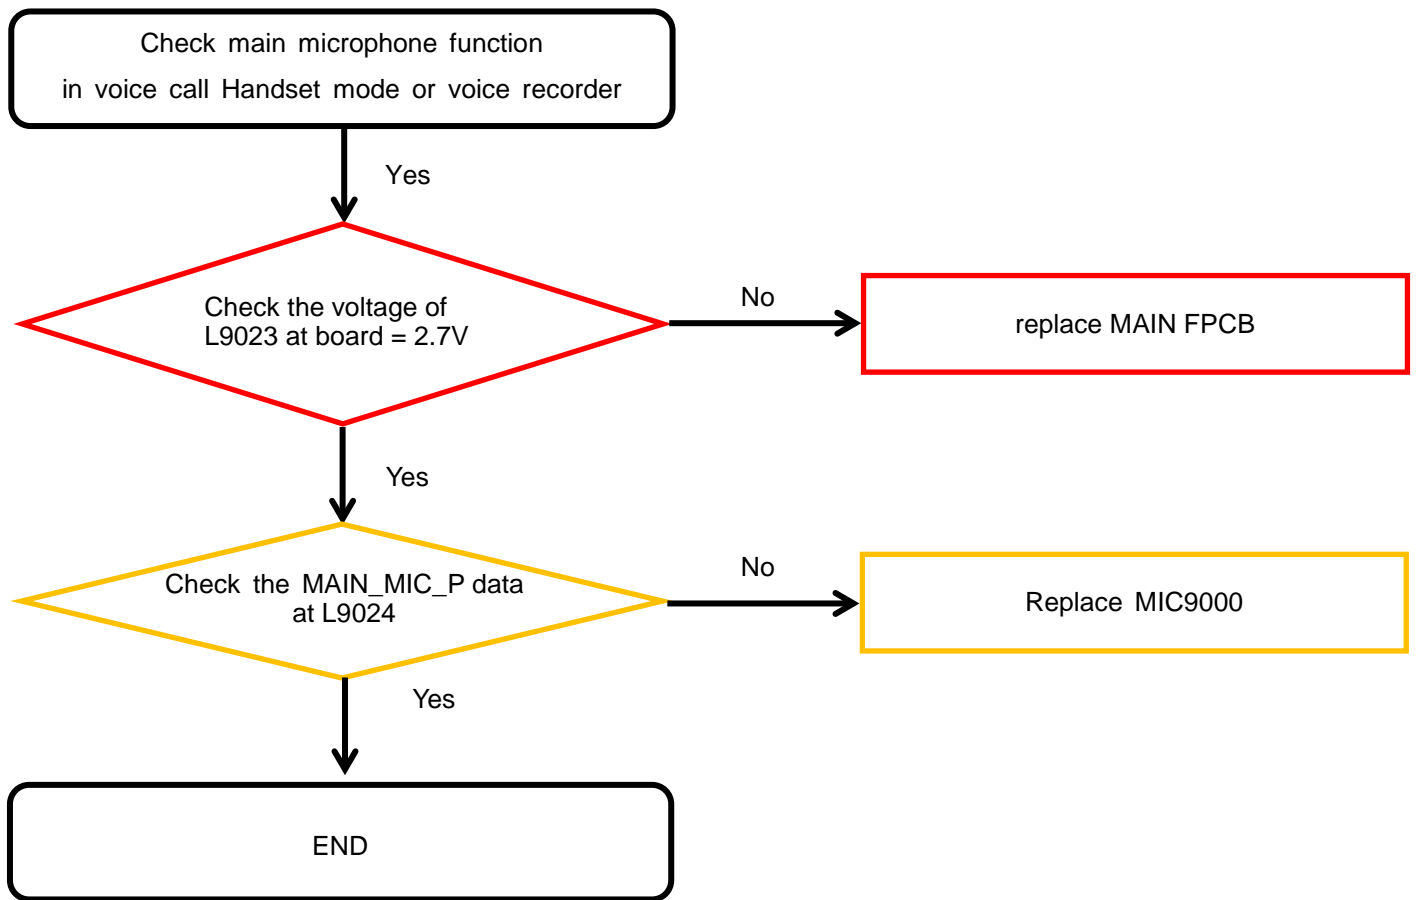 Check main microphone function
in voice call Handset mode or voice recorder
Yes
Check the voltage of
L9023 at board = 2.7V
No
replace MAIN FPCB
Yes
Check the MAIN_MIC_P data
at L9024
No
Replace MIC9000
Yes
END